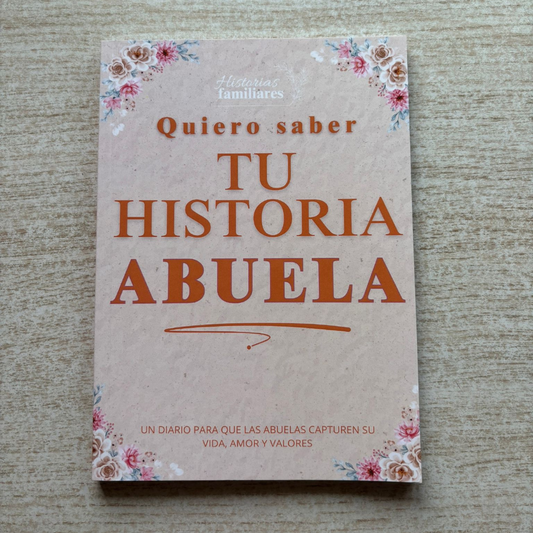 Historias
familiares
Quiero saber
TU
HISTORIA
ABUELA
UN DIARIO PARA QUE LAS ABUELAS CAPTUREN SU
VIDA, AMOR Y VALORES